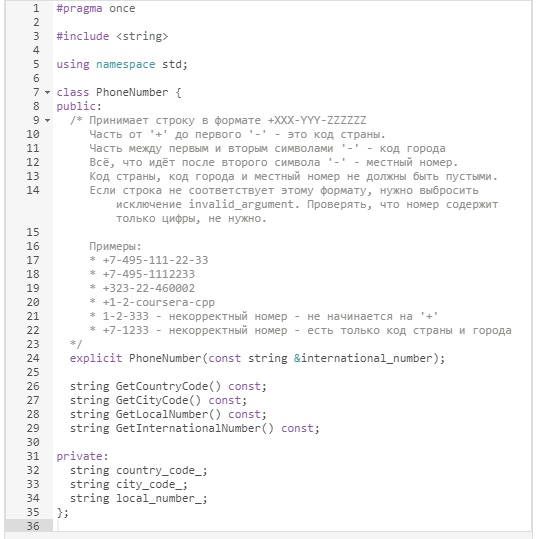 1 #pragma once
2
3 #include <string>
4
5 using namespace std;
6
7 class PhoneNumber {
8 public:
9   /* Принимает строку в формате +XXX-YYY-ZZZZZZ
10      Часть от '+' до первого '-' - это код страны.
11      Часть между первым и вторым символами '-' - код города
12      Всё, что идёт после второго символа '-' - местный номер.
13      Код страны, код города и местный номер не должны быть пустыми.
14      Если строка не соответствует этому формату, нужно выбросить
         исключение invalid_argument. Проверять, что номер содержит
         только цифры, не нужно.
15
16      Примеры:
17      * +7-495-111-22-33
18      * +7-495-1112233
19      * +323-22-460002
20      * +1-2-coursera-cpp
21      * 1-2-333 - некорректный номер - не начинается на '+'
22      * +7-1233 - некорректный номер - есть только код страны и города
23   */
24   explicit PhoneNumber(const string &international_number);
25
26   string GetCountryCode() const;
27   string GetCityCode() const;
28   string GetLocalNumber() const;
29   string GetInternationalNumber() const;
30
31 private:
32   string country_code_;
33   string city_code_;
34   string local_number_;
35 };
36